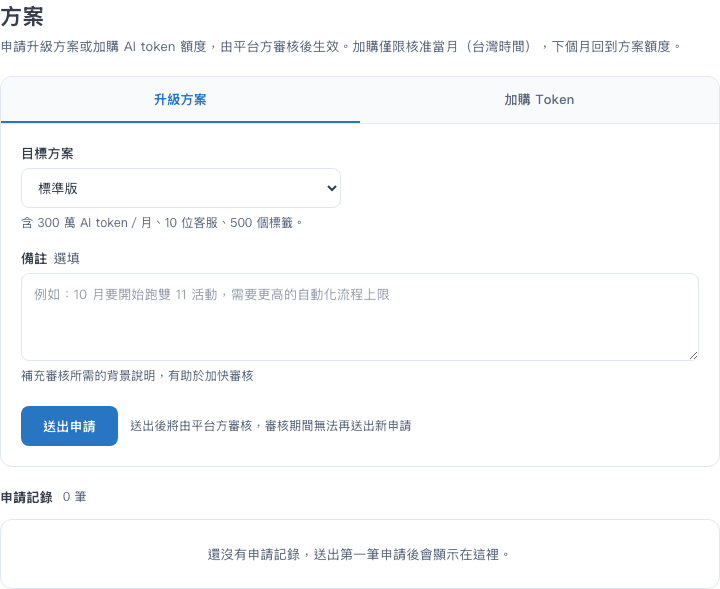 方案
申請升級方案或加購 AI token 額度，由平台方審核後生效。加購僅限核准當月（台灣時間），下個月回到方案額度。
升級方案
加購 Token
目標方案
標準版
含 300 萬 AI token / 月、10 位客服、500 個標籤。
備註 選填
例如：10 月要開始跑雙 11 活動，需要更高的自動化流程上限
補充審核所需的背景說明，有助於加快審核
送出申請
送出後將由平台方審核，審核期間無法再送出新申請
申請記錄 0 筆
還沒有申請記錄，送出第一筆申請後會顯示在這裡。